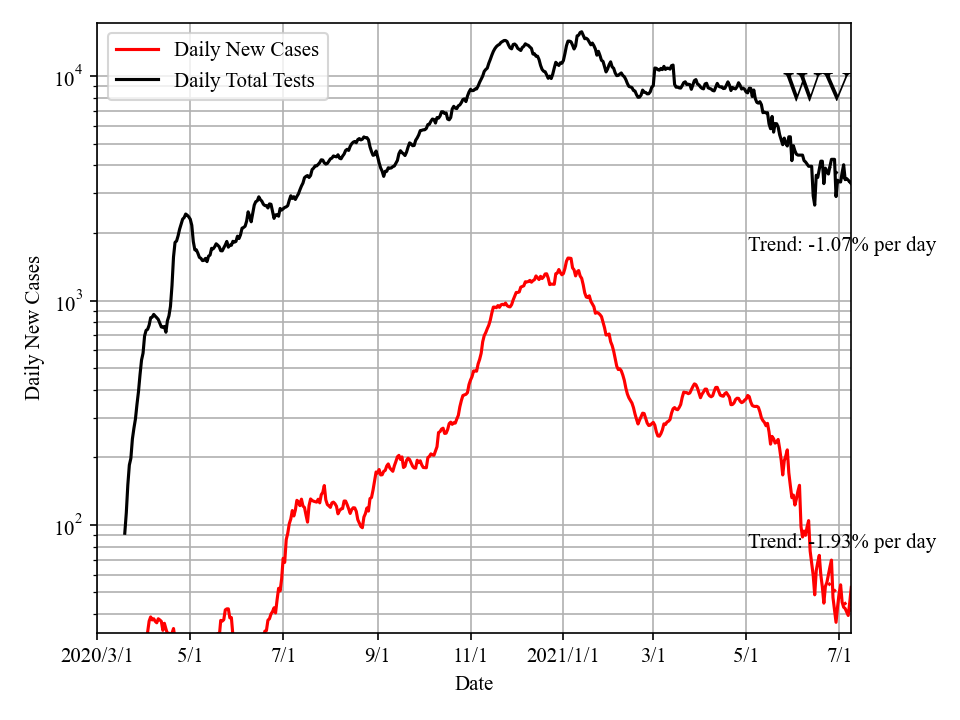 Daily New Cases
Daily Total Tests
WV
10^4
10^3
10^2
Trend: -1.07% per day
Trend: -1.93% per day
Daily New Cases
2020/3/1 5/1 7/1 9/1 11/1 2021/1/1 3/1 5/1 7/1
Date